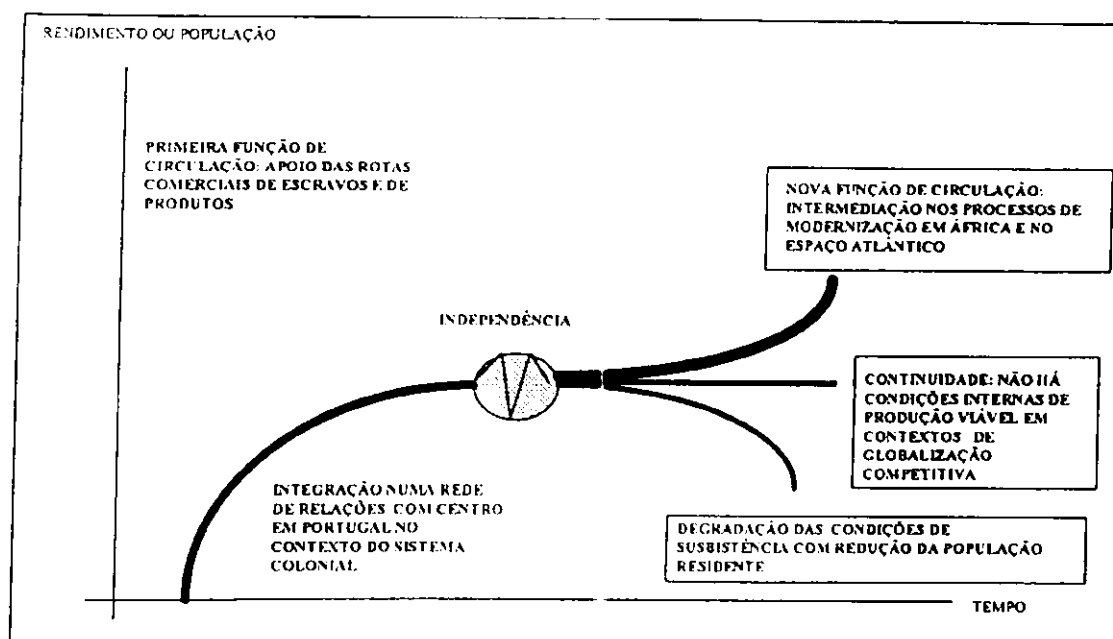 RENDIMENTO OU POPULAÇÃO
PRIMEIRA FUNÇÃO DE
CIRCULAÇÃO: APOIO DAS ROTAS
COMERCIAIS DE ESCRAVOS E DE
PRODUTOS
NOVA FUNÇÃO DE CIRCULAÇÃO:
INTERMEDIAÇÃO NOS PROCESSOS DE
MODERNIZAÇÃO EM ÁFRICA E NO
ESPAÇO ATLÂNTICO
INDEPENDÊNCIA
CONTINUIDADE: NÃO HÁ
CONDIÇÕES INTERNAS DE
PRODUÇÃO VIÁVEL EM
CONTEXTOS DE
GLOBALIZAÇÃO
COMPETITIVA
INTEGRAÇÃO NUMA REDE
DE RELAÇÕES COM CENTRO
EM PORTUGAL NO
CONTEXTO DO SISTEMA
COLONIAL
DEGRADAÇÃO DAS CONDIÇÕES DE
SUSBISTÊNCIA COM REDUÇÃO DA POPULAÇÃO
RESIDENTE
TEMPO